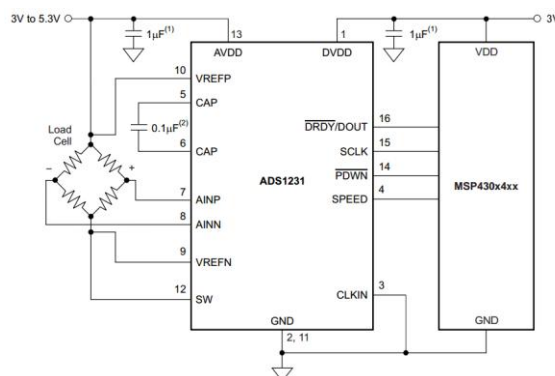 3V to 5.3V
1μF(1)
1μF(1)
3V
13
1
AVDD
DVDD
VDD
10
VREFP
5
CAP
0.1μF(2)
6
CAP
Load
Cell
−
+
16
DRDY/DOUT
15
SCLK
14
PDWN
4
SPEED
ADS1231
MSP430x4xx
7
AINP
8
AINN
9
VREFN
12
SW
3
CLKIN
GND
2, 11
GND